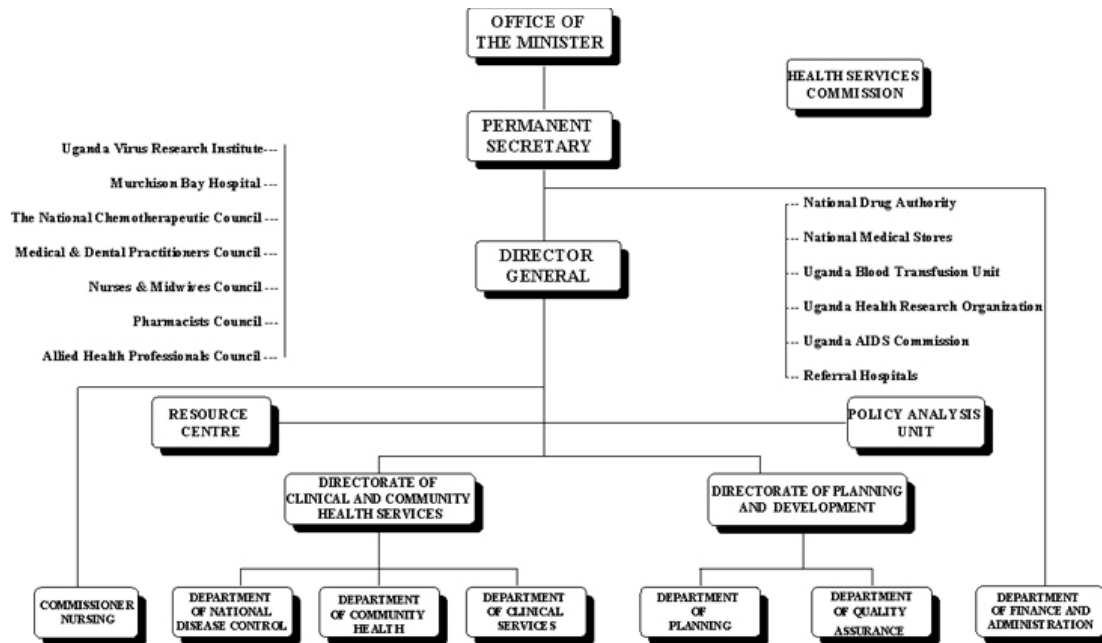 OFFICE OF
THE MINISTER
HEALTH SERVICES
COMMISSION
PERMANENT
SECRETARY
Uganda Virus Research Institute
Murchison Bay Hospital
The National Chemotherapeutic Council
Medical & Dental Practitioners Council
Nurses & Midwives Council
Pharmacists Council
Allied Health Professionals Council
DIRECTOR
GENERAL
National Drug Authority
National Medical Stores
Uganda Blood Transfusion Unit
Uganda Health Research Organization
Uganda AIDS Commission
Referral Hospitals
RESOURCE
CENTRE
POLICY ANALYSIS
UNIT
DIRECTORATE OF
CLINICAL AND COMMUNITY
HEALTH SERVICES
DIRECTORATE OF PLANNING
AND DEVELOPMENT
COMMISSIONER
NURSING
DEPARTMENT
OF NATIONAL
DISEASE CONTROL
DEPARTMENT
OF COMMUNITY
HEALTH
DEPARTMENT
OF CLINICAL
SERVICES
DEPARTMENT
OF
PLANNING
DEPARTMENT
OF QUALITY
ASSURANCE
DEPARTMENT
OF FINANCE AND
ADMINISTRATION